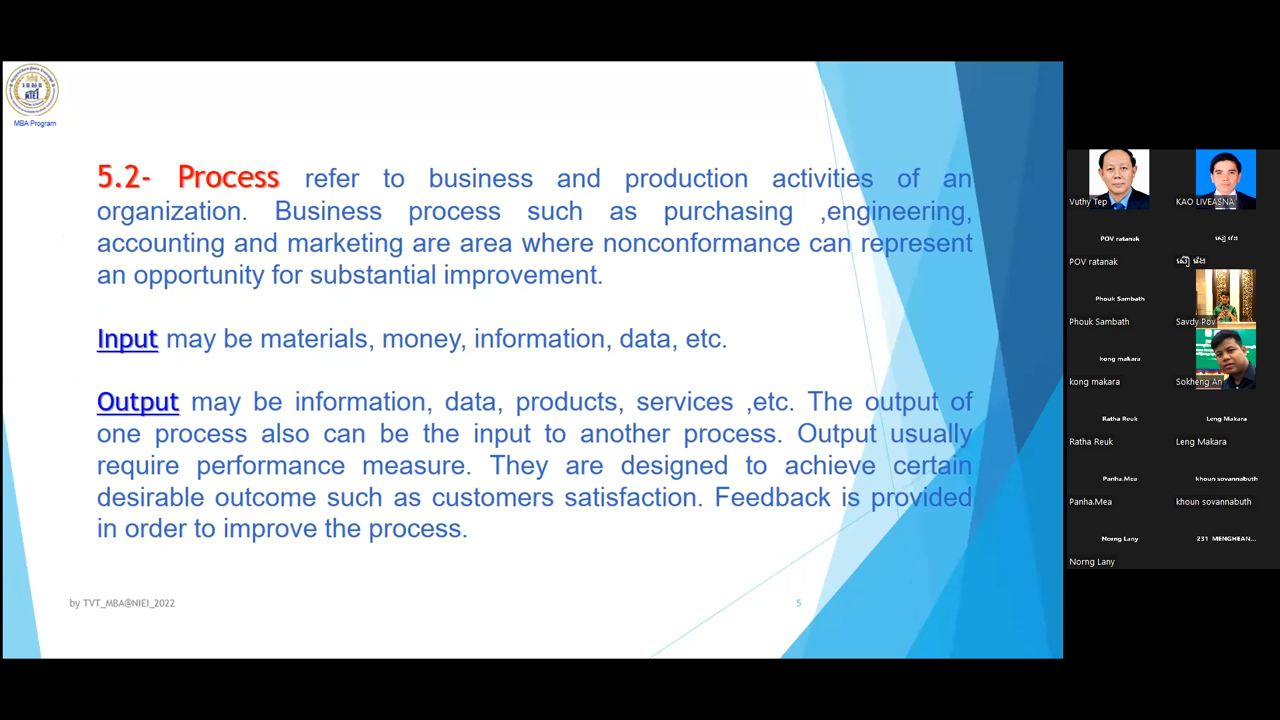 NIEI
MBA Program
5.2- Process refer to business and production activities of an
organization. Business process such as purchasing ,engineering,
accounting and marketing are area where nonconformance can represent
an opportunity for substantial improvement.
Input may be materials, money, information, data, etc.
Output may be information, data, products, services ,etc. The output of
one process also can be the input to another process. Output usually
require performance measure. They are designed to achieve certain
desirable outcome such as customers satisfaction. Feedback is provided
in order to improve the process.
by TVT_MBA@NIEI_2022
5
Vuthy Tep
KAO LIVEASNA
POV ratanak
POV ratanak
Phouk Sambath
Phouk Sambath
Savdy Pov
kong makara
kong makara
Sokheng An
Ratha Reuk
Leng Makara
Ratha Reuk
Leng Makara
Panha.Mea
khoun sovannabuth
Panha.Mea
khoun sovannabuth
Norng Lany
231 MENGHEAN...
Norng Lany